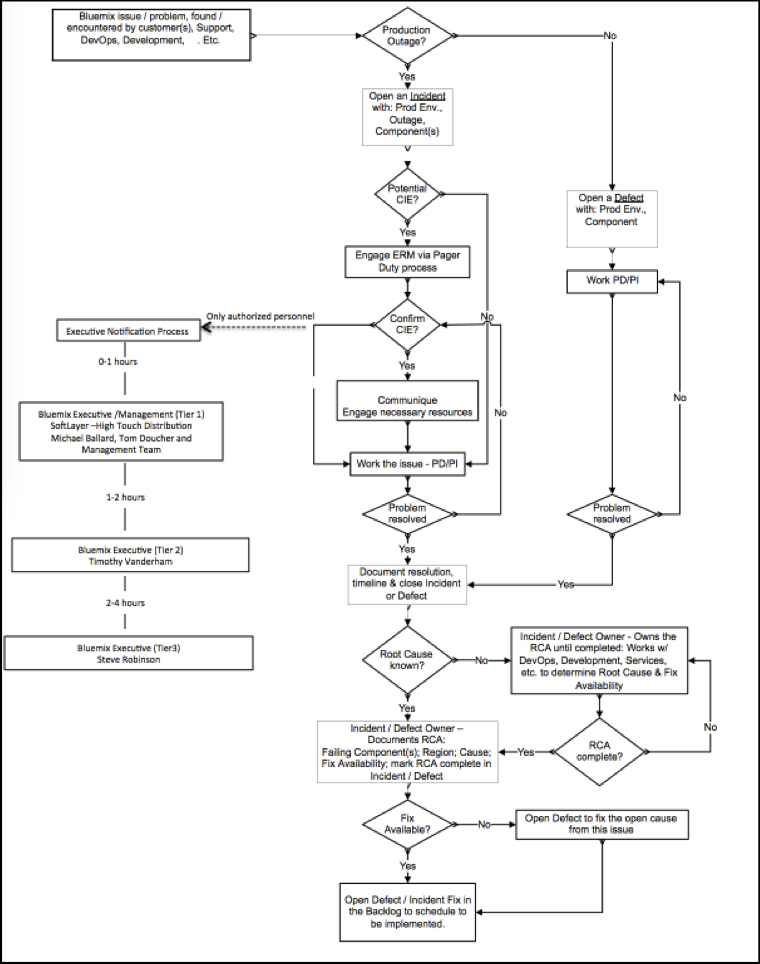 Bluemix issue / problem, found /
encountered by customer(s), Support,
DevOps, Development,    . Etc.
Production
Outage?
No
Yes
Open an Incident
with: Prod Env.,
Outage,
Component(s)
Potential
CIE?
Open a Defect
with: Prod Env.,
Component
Yes
Engage ERM via Pager
Duty process
Work PD/PI
Only authorized personnel
No
Executive Notification Process
Confirm
CIE?
0-1 hours
Yes
No
Communique
Engage necessary resources
No
Bluemix Executive /Management (Tier 1)
SoftLayer –High Touch Distribution
Michael Ballard, Tom Doucher and
Management Team
Work the issue - PD/PI
1-2 hours
Problem
resolved
Problem
resolved
Yes
Bluemix Executive (Tier 2)
Timothy Vanderham
Document resolution,
timeline & close Incident
or Defect
Yes
2-4 hours
Bluemix Executive (Tier3)
Steve Robinson
Root Cause
known?
No
Incident / Defect Owner - Owns the
RCA until completed: Works w/
DevOps, Development, Services,
etc. to determine Root Cause & Fix
Availability
Yes
No
Incident / Defect Owner –
Documents RCA:
Failing Component(s); Region; Cause;
Fix Availability; mark RCA complete in
Incident / Defect
Yes
RCA
complete?
Fix
Available?
No
Open Defect to fix the open cause
from this issue
Yes
Open Defect / Incident Fix in
the Backlog to schedule to
be implemented.